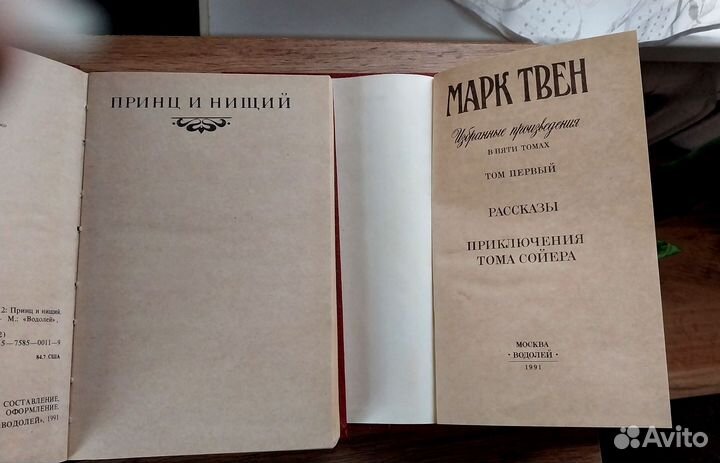 2: Принц и нищий
М.: «Водолей»,
2)
5—7585—0011—9
84.7 США
СОСТАВЛЕНИЕ.
ОФОРМЛЕНИЕ.
ВОДОЛЕЙ», 1991
ПРИНЦ И НИЩИЙ
МАРК ТВЕН
Избранные произведения
В ПЯТИ ТОМАХ
ТОМ ПЕРВЫЙ
РАССКАЗЫ
ПРИКЛЮЧЕНИЯ
ТОМА СОЙЕРА
МОСКВА
· ВОДОЛЕЙ ·
1991
Avito